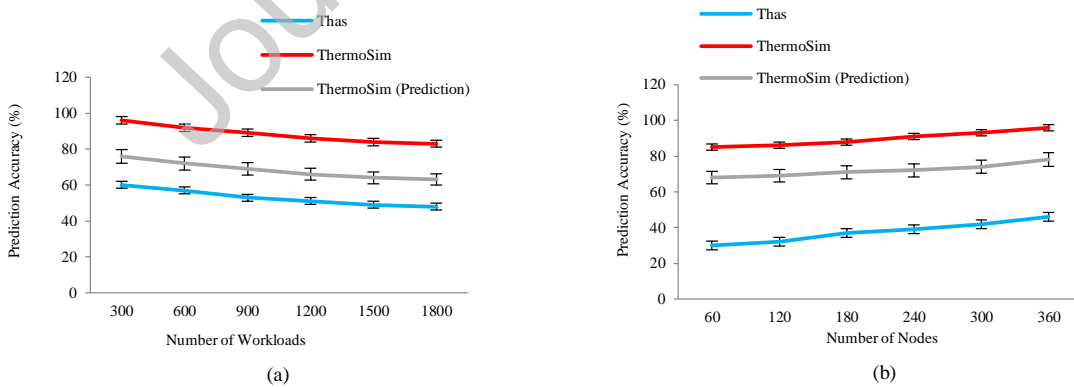 Jou
Thas
ThermoSim
ThermoSim (Prediction)
Prediction Accuracy (%)
120
100
80
60
40
20
0
300 600 900 1200 1500 1800
Number of Workloads
(a)
Thas
ThermoSim
ThermoSim (Prediction)
Prediction Accuracy (%)
120
100
80
60
40
20
0
60 120 180 240 300 360
Number of Nodes
(b)